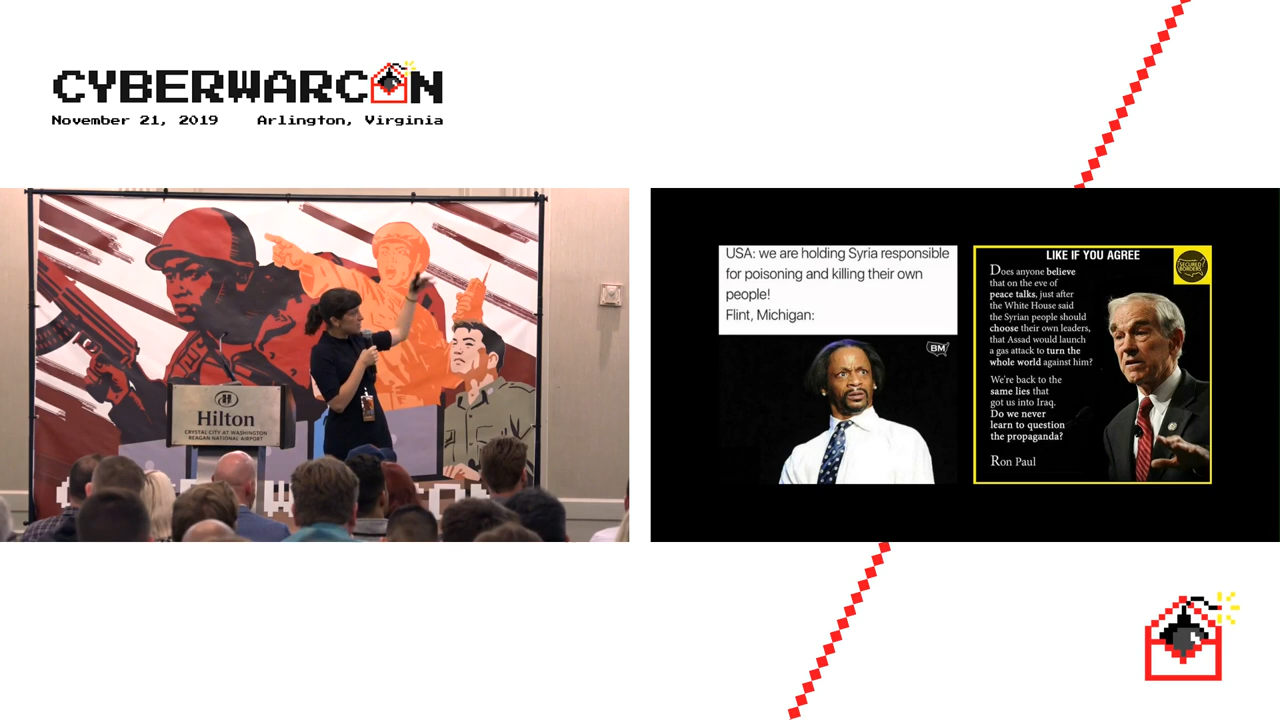 CYBERWARCON
November 21, 2019 Arlington, Virginia
Hilton
CRYSTAL CITY AT WASHINGTON
REAGAN NATIONAL AIRPORT
USA: we are holding Syria responsible
for poisoning and killing their own
people!
Flint, Michigan:
BM
LIKE IF YOU AGREE
SECURED
BORDERS
Does anyone believe
that on the eve of
peace talks, just after
the White House said
the Syrian people should
choose their own leaders,
that Assad would launch
a gas attack to turn the
whole world against him?
We're back to the
same lies that
got us into Iraq.
Do we never
learn to question
the propaganda?
Ron Paul